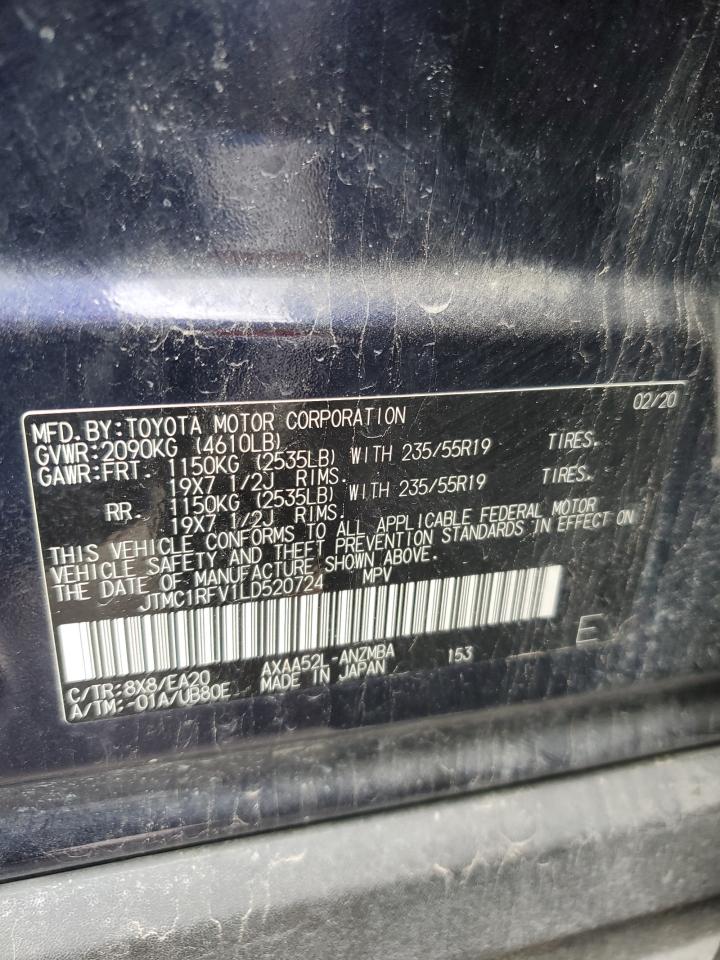 MFD.BY:TOYOTA MOTOR CORPORATION 02/20
GVWR:2090KG (4610LB)
GAWR:FRT. 1150KG (2535LB) WITH 235/55R19 TIRES.
19X7 1/2J RIMS.
RR. 1150KG (2535LB) WITH 235/55R19 TIRES.
19X7 1/2J RIMS.
THIS VEHICLE CONFORMS TO ALL APPLICABLE FEDERAL MOTOR
VEHICLE SAFETY AND THEFT PREVENTION STANDARDS IN EFFECT ON
THE DATE OF MANUFACTURE SHOWN ABOVE.
JTMC1RFV1LD520724 MPV
E
C/TR:8X8/EA20 AXAA52L-ANZMBA 153
A/TM:-01A/UB80E MADE IN JAPAN